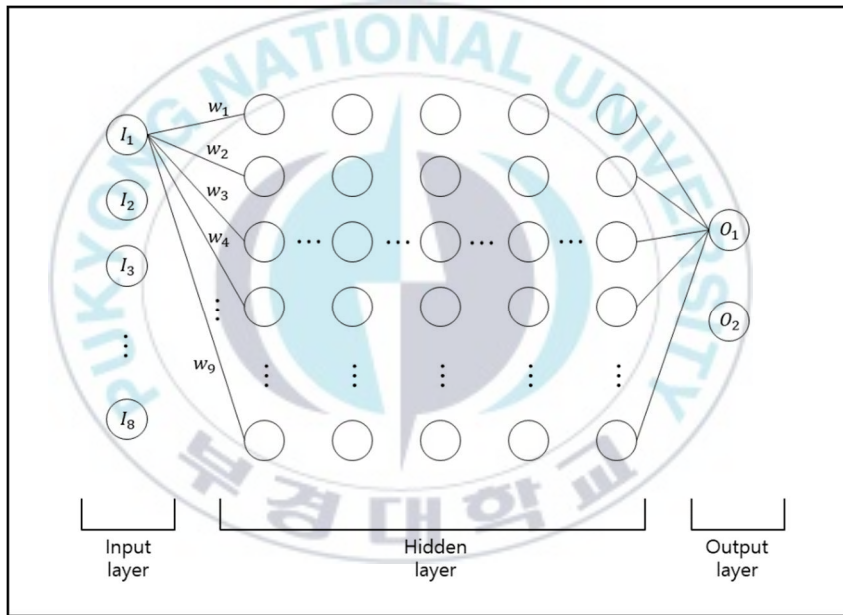 PUKYONG NATIONAL UNIVERSITY
부경대학교
w₁
w₂
w₃
w₄
w₉
I₁
I₂
I₃
⋮
I₈
O₁
O₂
Input
layer
Hidden
layer
Output
layer